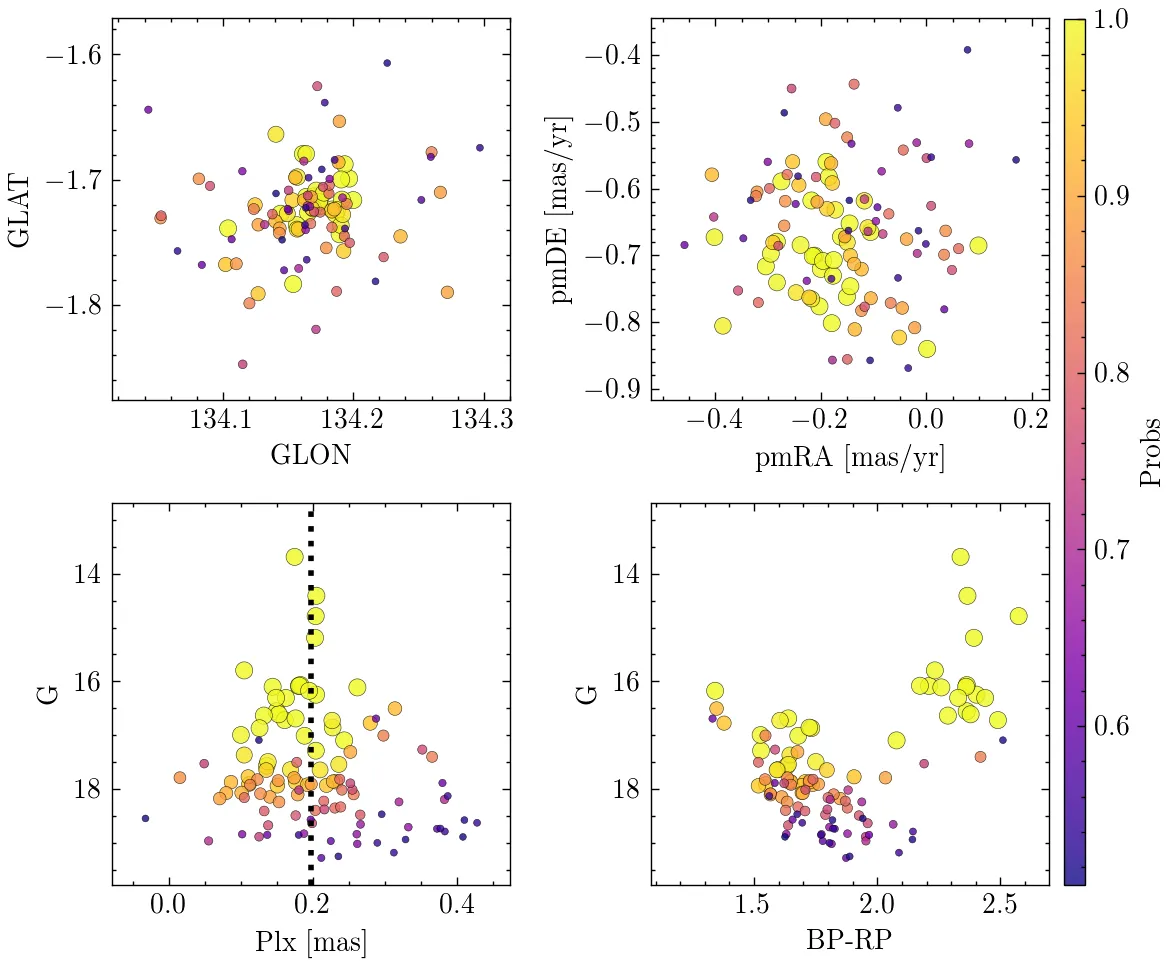 −1.6
−1.7
−1.8
GLAT
134.1 134.2 134.3
GLON
−0.4
−0.5
−0.6
−0.7
−0.8
−0.9
pmDE [mas/yr]
−0.4 −0.2 0.0 0.2
pmRA [mas/yr]
14
16
18
G
0.0 0.2 0.4
Plx [mas]
14
16
18
G
1.5 2.0 2.5
BP-RP
1.0
0.9
0.8
0.7
0.6
Probs